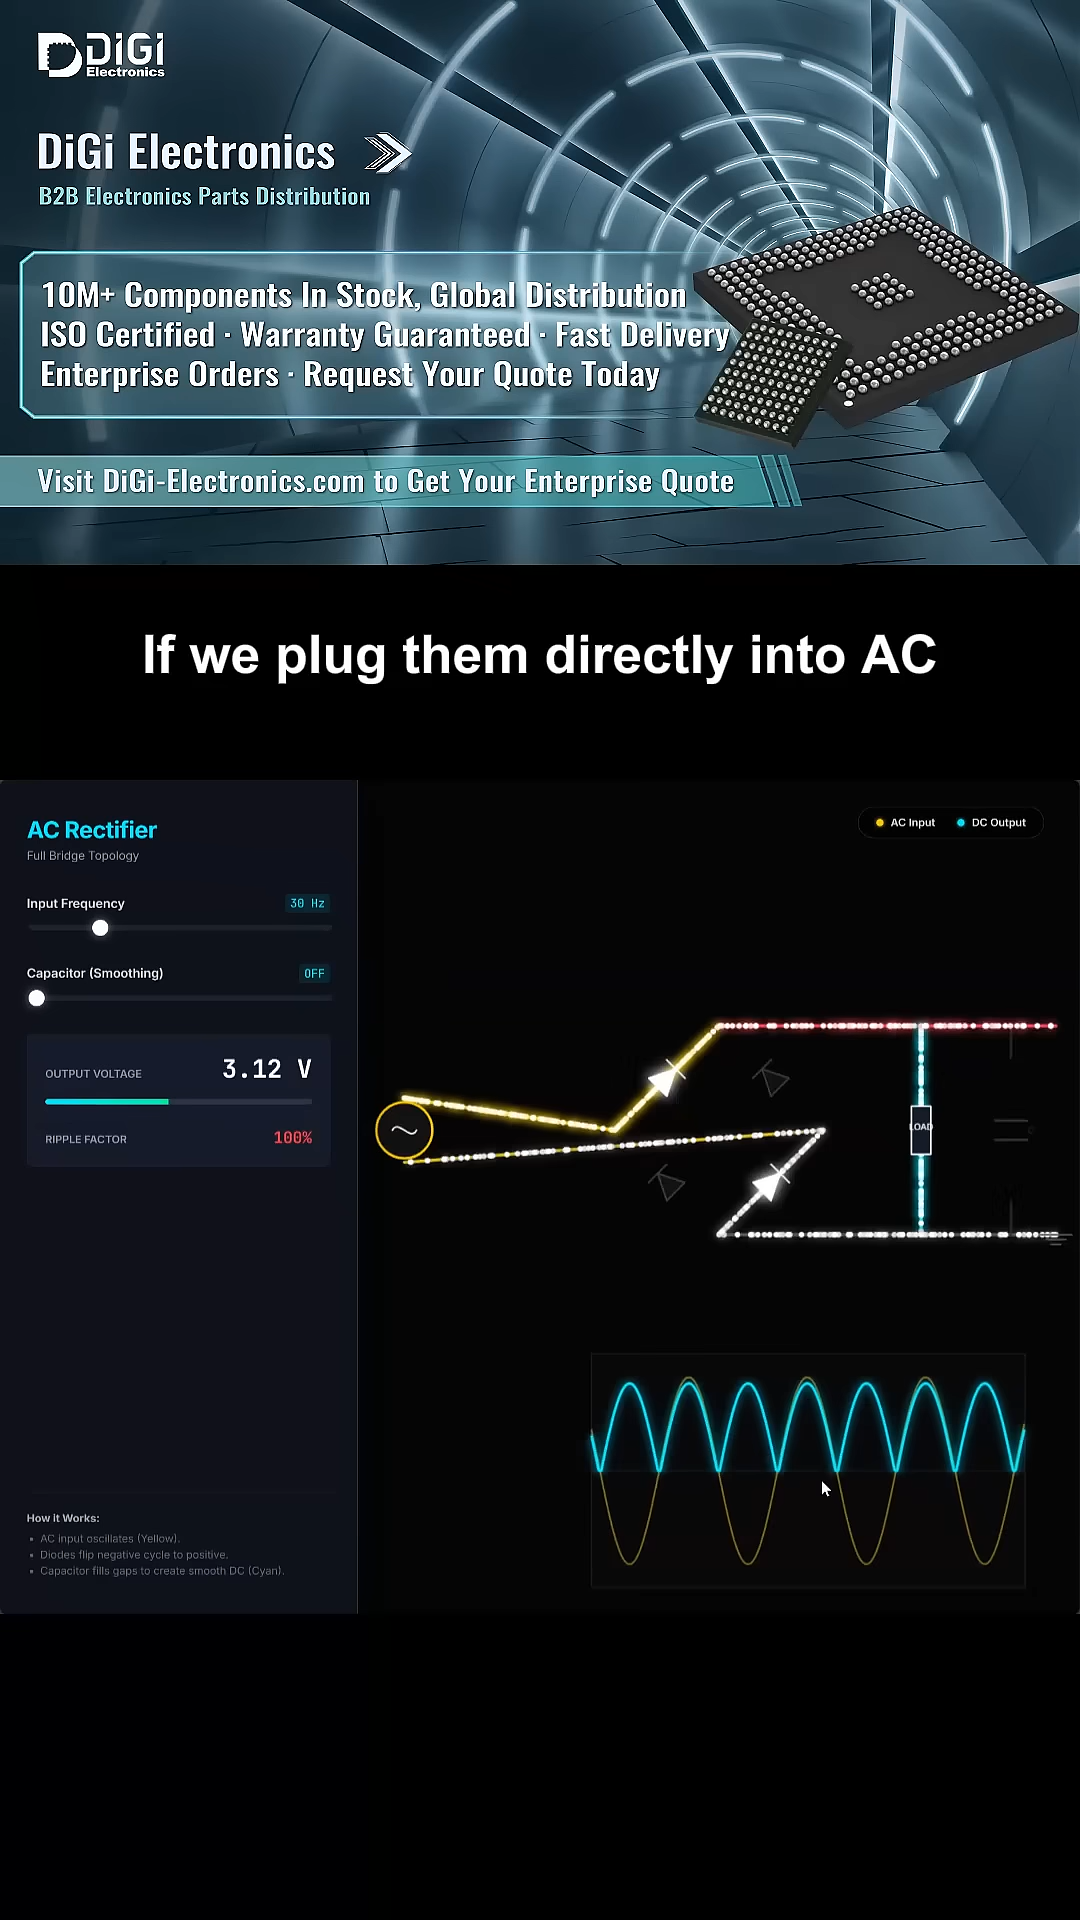 DiGi
Electronics
DiGi Electronics
B2B Electronics Parts Distribution
10M+ Components In Stock, Global Distribution
ISO Certified · Warranty Guaranteed · Fast Delivery
Enterprise Orders · Request Your Quote Today
Visit DiGi-Electronics.com to Get Your Enterprise Quote
If we plug them directly into AC
AC Rectifier
Full Bridge Topology
AC Input
DC Output
Input Frequency
30 Hz
Capacitor (Smoothing)
OFF
OUTPUT VOLTAGE
3.12 V
RIPPLE FACTOR
100%
LOAD
How it Works:
• AC input oscillates (Yellow).
• Diodes flip negative cycle to positive.
• Capacitor fills gaps to create smooth DC (Cyan).